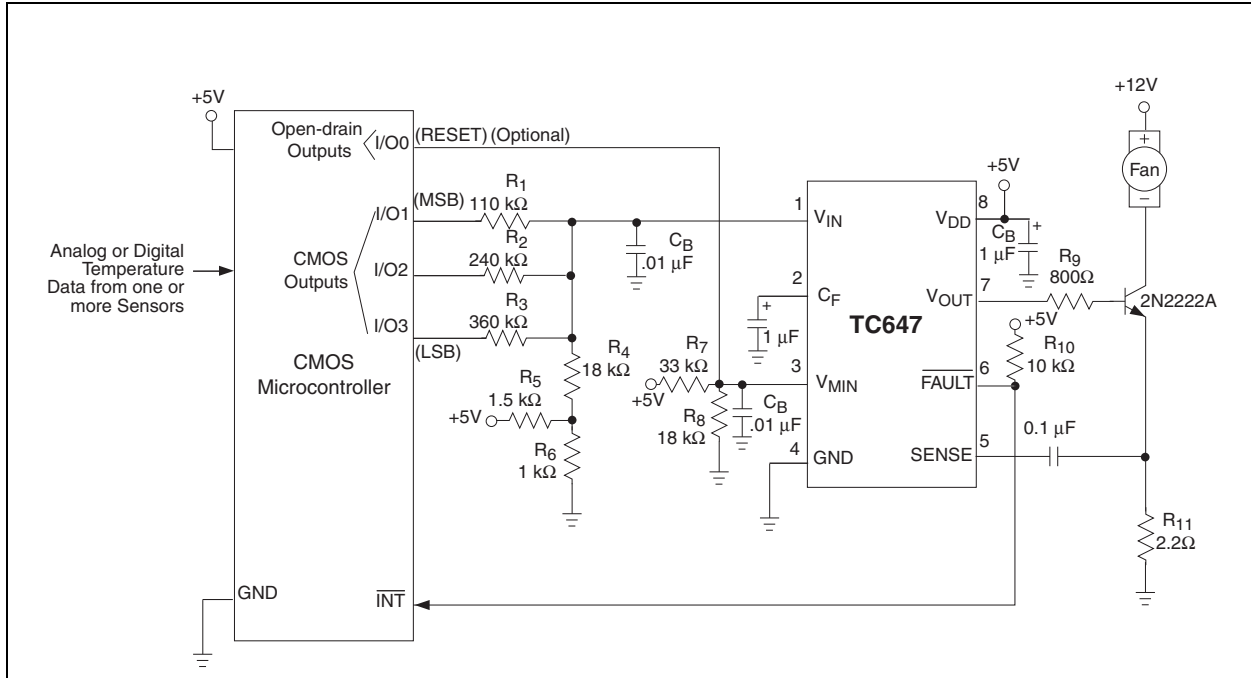 +5V
Open-drain
Outputs
I/O0
(RESET) (Optional)
(MSB)
I/O1
R1
110 kΩ
I/O2
R2
240 kΩ
I/O3
R3
360 kΩ
(LSB)
CMOS
Outputs
Analog or Digital
Temperature
Data from one or
more Sensors
CMOS
Microcontroller
GND
INT
R4
18 kΩ
R5
1.5 kΩ
+5V
R6
1 kΩ
CB
.01 µF
+
1 µF
R7
33 kΩ
+5V
R8
18 kΩ
CB
.01 µF
1
VIN
2
CF
3
VMIN
4
GND
TC647
8
VDD
7
VOUT
6
FAULT
5
SENSE
+5V
CB
1 µF
+
R9
800Ω
+5V
R10
10 kΩ
0.1 µF
+12V
+
Fan
–
2N2222A
R11
2.2Ω